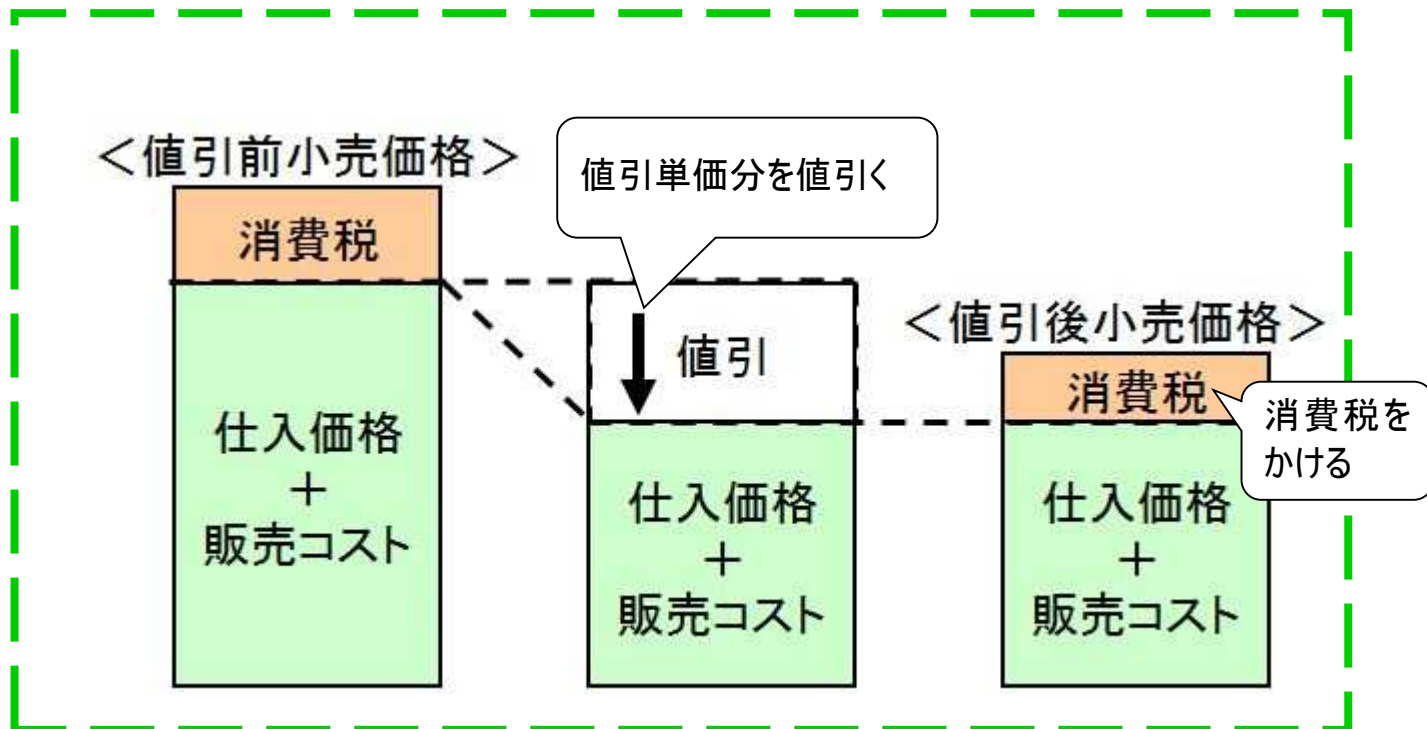 ＜値引前小売価格＞
消費税
仕入価格
＋
販売コスト
値引単価分を値引く
値引
仕入価格
＋
販売コスト
＜値引後小売価格＞
消費税
消費税を
かける
仕入価格
＋
販売コスト